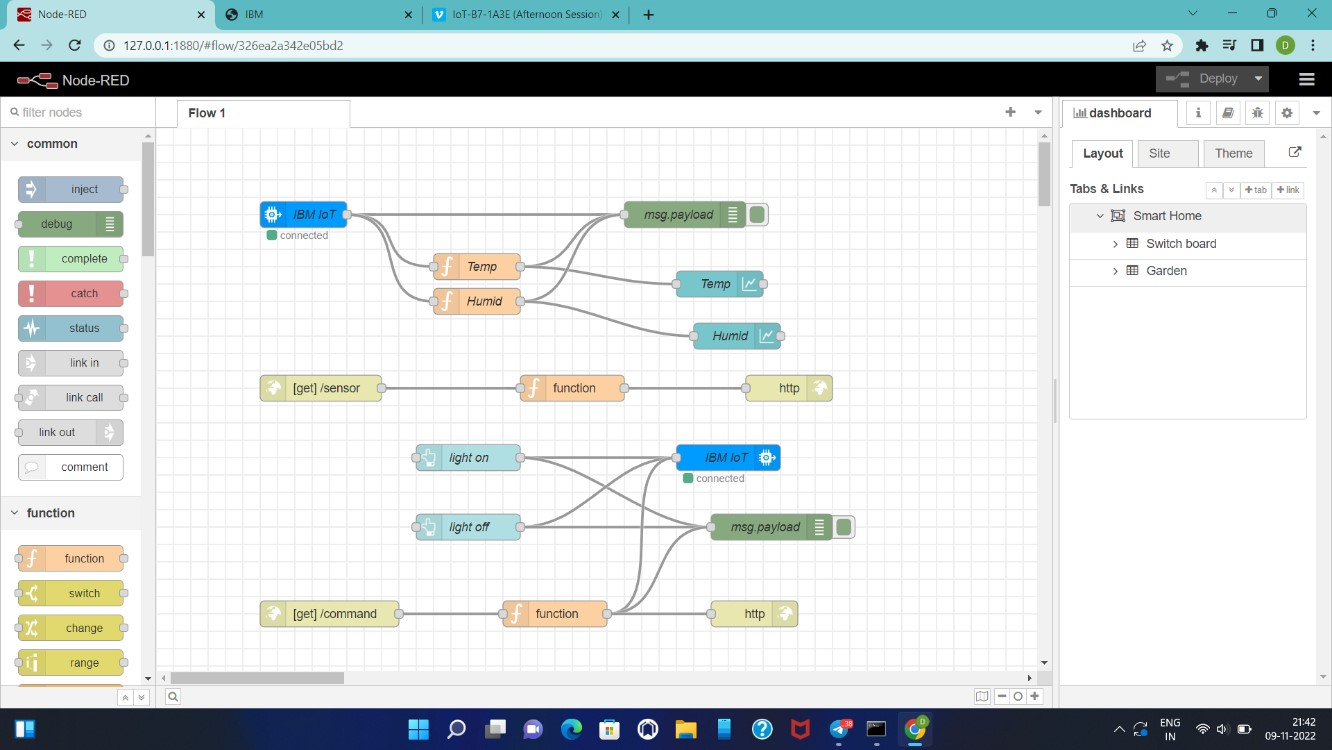 Node-RED
IBM
IoT-B7-1A3E (Afternoon Session)
127.0.0.1:1880/#flow/326ea2a342e05bd2
D
Node-RED
Deploy
filter nodes
Flow 1
dashboard
common
Layout
Site
Theme
inject
Tabs & Links
+ tab
+ link
IBM IoT
msg.payload
Smart Home
debug
connected
Switch board
complete
Temp
Garden
catch
Temp
Humid
status
Humid
link in
[get] /sensor
function
http
link call
link out
light on
IBM IoT
comment
connected
function
light off
msg.payload
function
switch
[get] /command
function
http
change
range
38
D
ENG
IN
21:42
09-11-2022